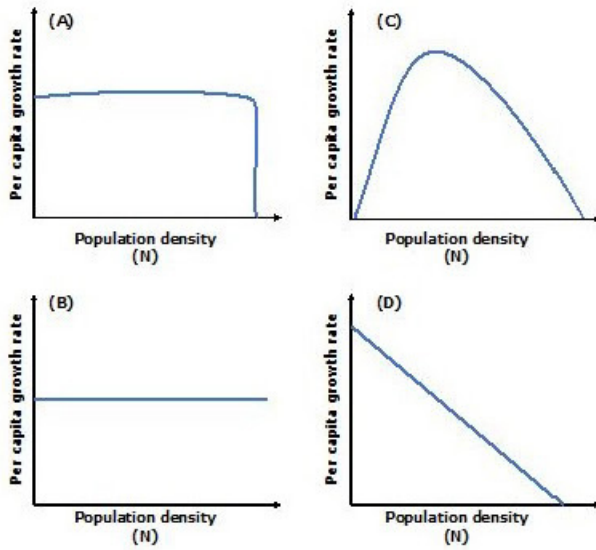 (A)
Per capita growth rate
Population density
(N)
(C)
Per capita growth rate
Population density
(N)
(B)
Per capita growth rate
Population density
(N)
(D)
Per capita growth rate
Population density
(N)